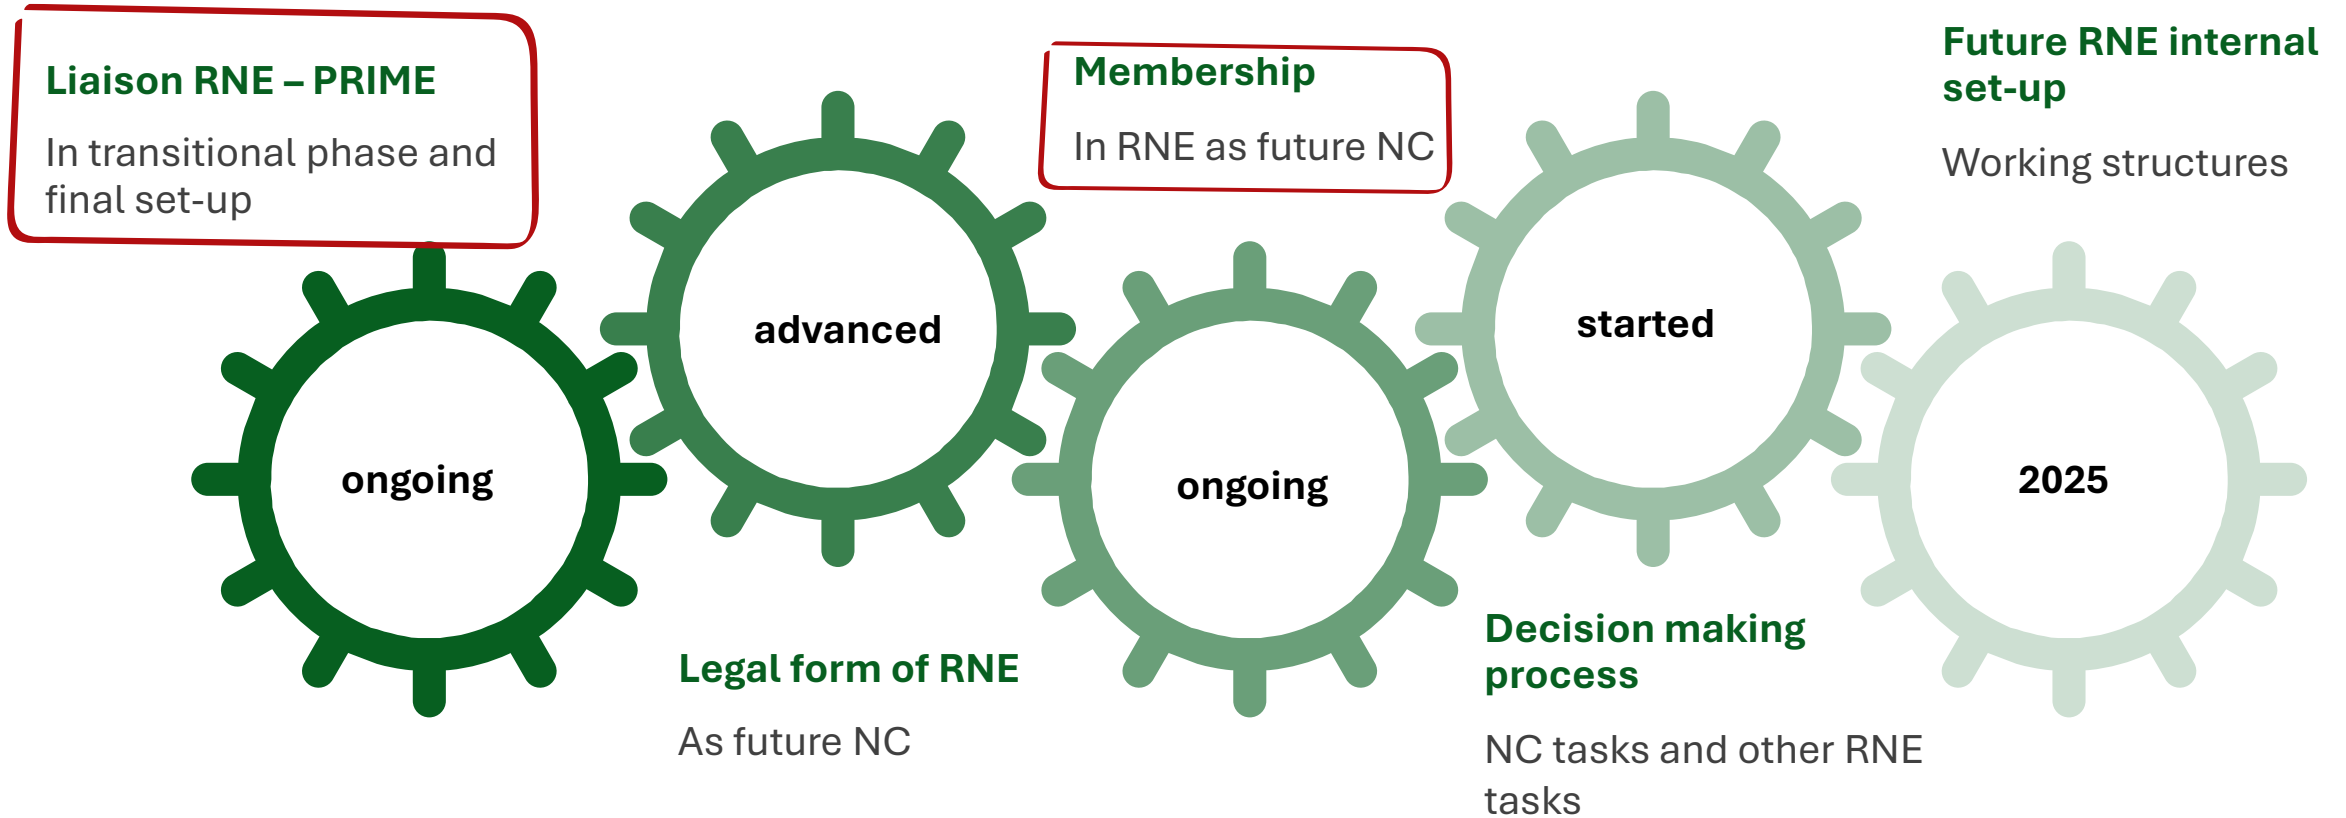 Liaison RNE – PRIME
In transitional phase and
final set-up
ongoing
advanced
Legal form of RNE
As future NC
Membership
In RNE as future NC
ongoing
started
Decision making
process
NC tasks and other RNE
tasks
Future RNE internal
set-up
Working structures
2025